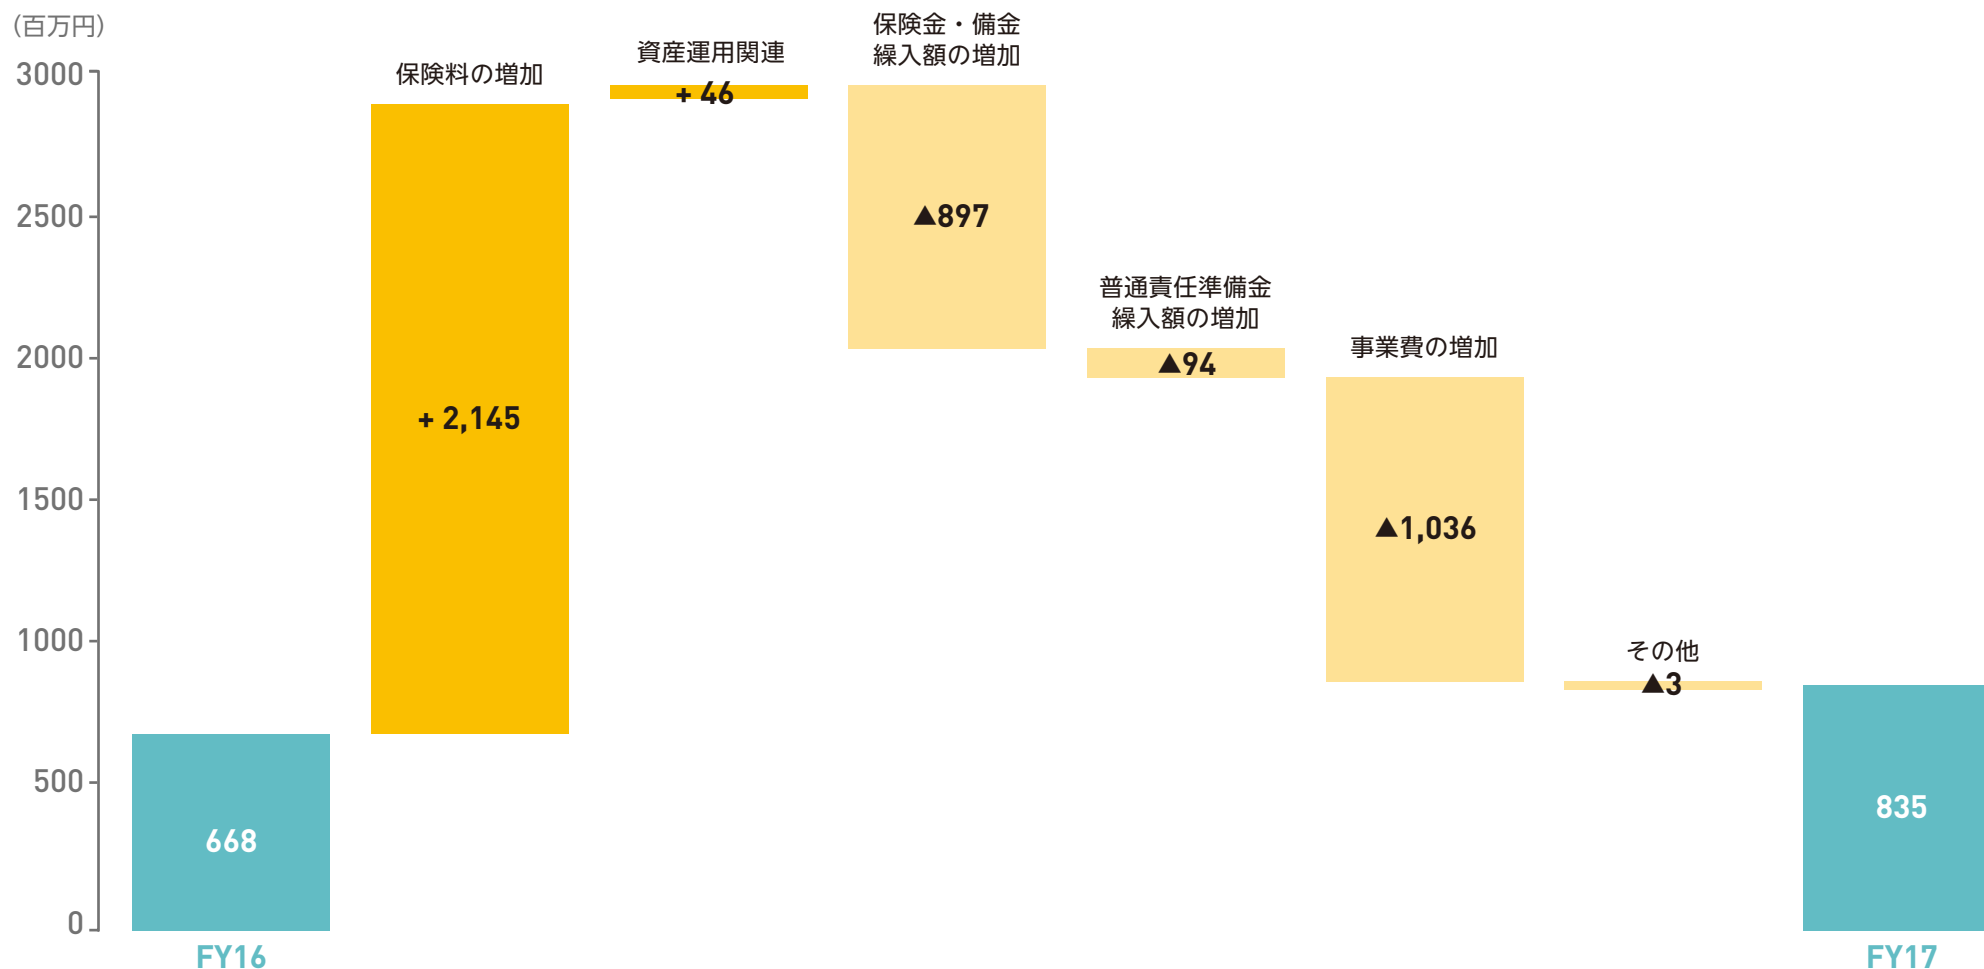 (百万円)
3000
2500
2000
1500
1000
500
0
668
FY16
保険料の増加
+ 2,145
資産運用関連
+ 46
保険金・備金
繰入額の増加
▲897
普通責任準備金
繰入額の増加
▲94
事業費の増加
▲1,036
その他
▲3
835
FY17